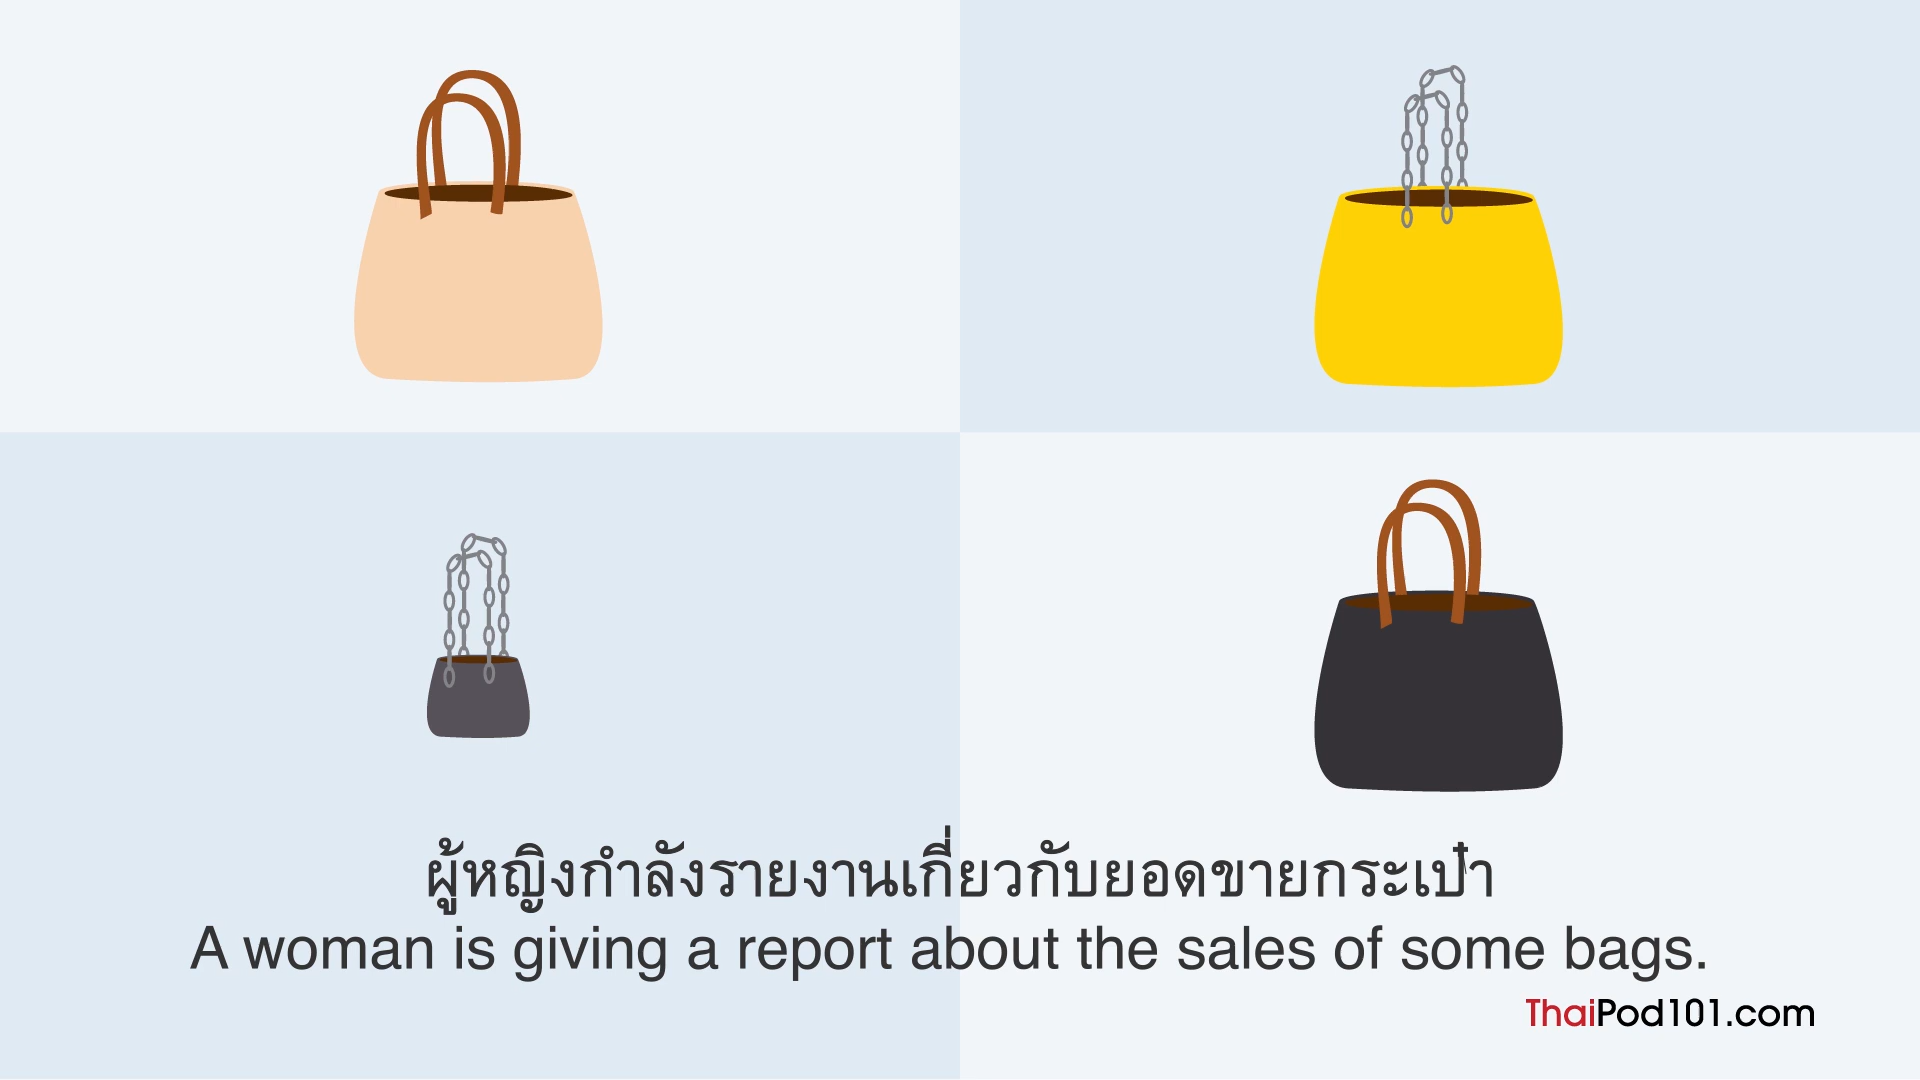 ผู้หญิงกำลังรายงานเกี่ยวกับยอดขายกระเป๋า
A woman is giving a report about the sales of some bags.
ThaiPod101.com